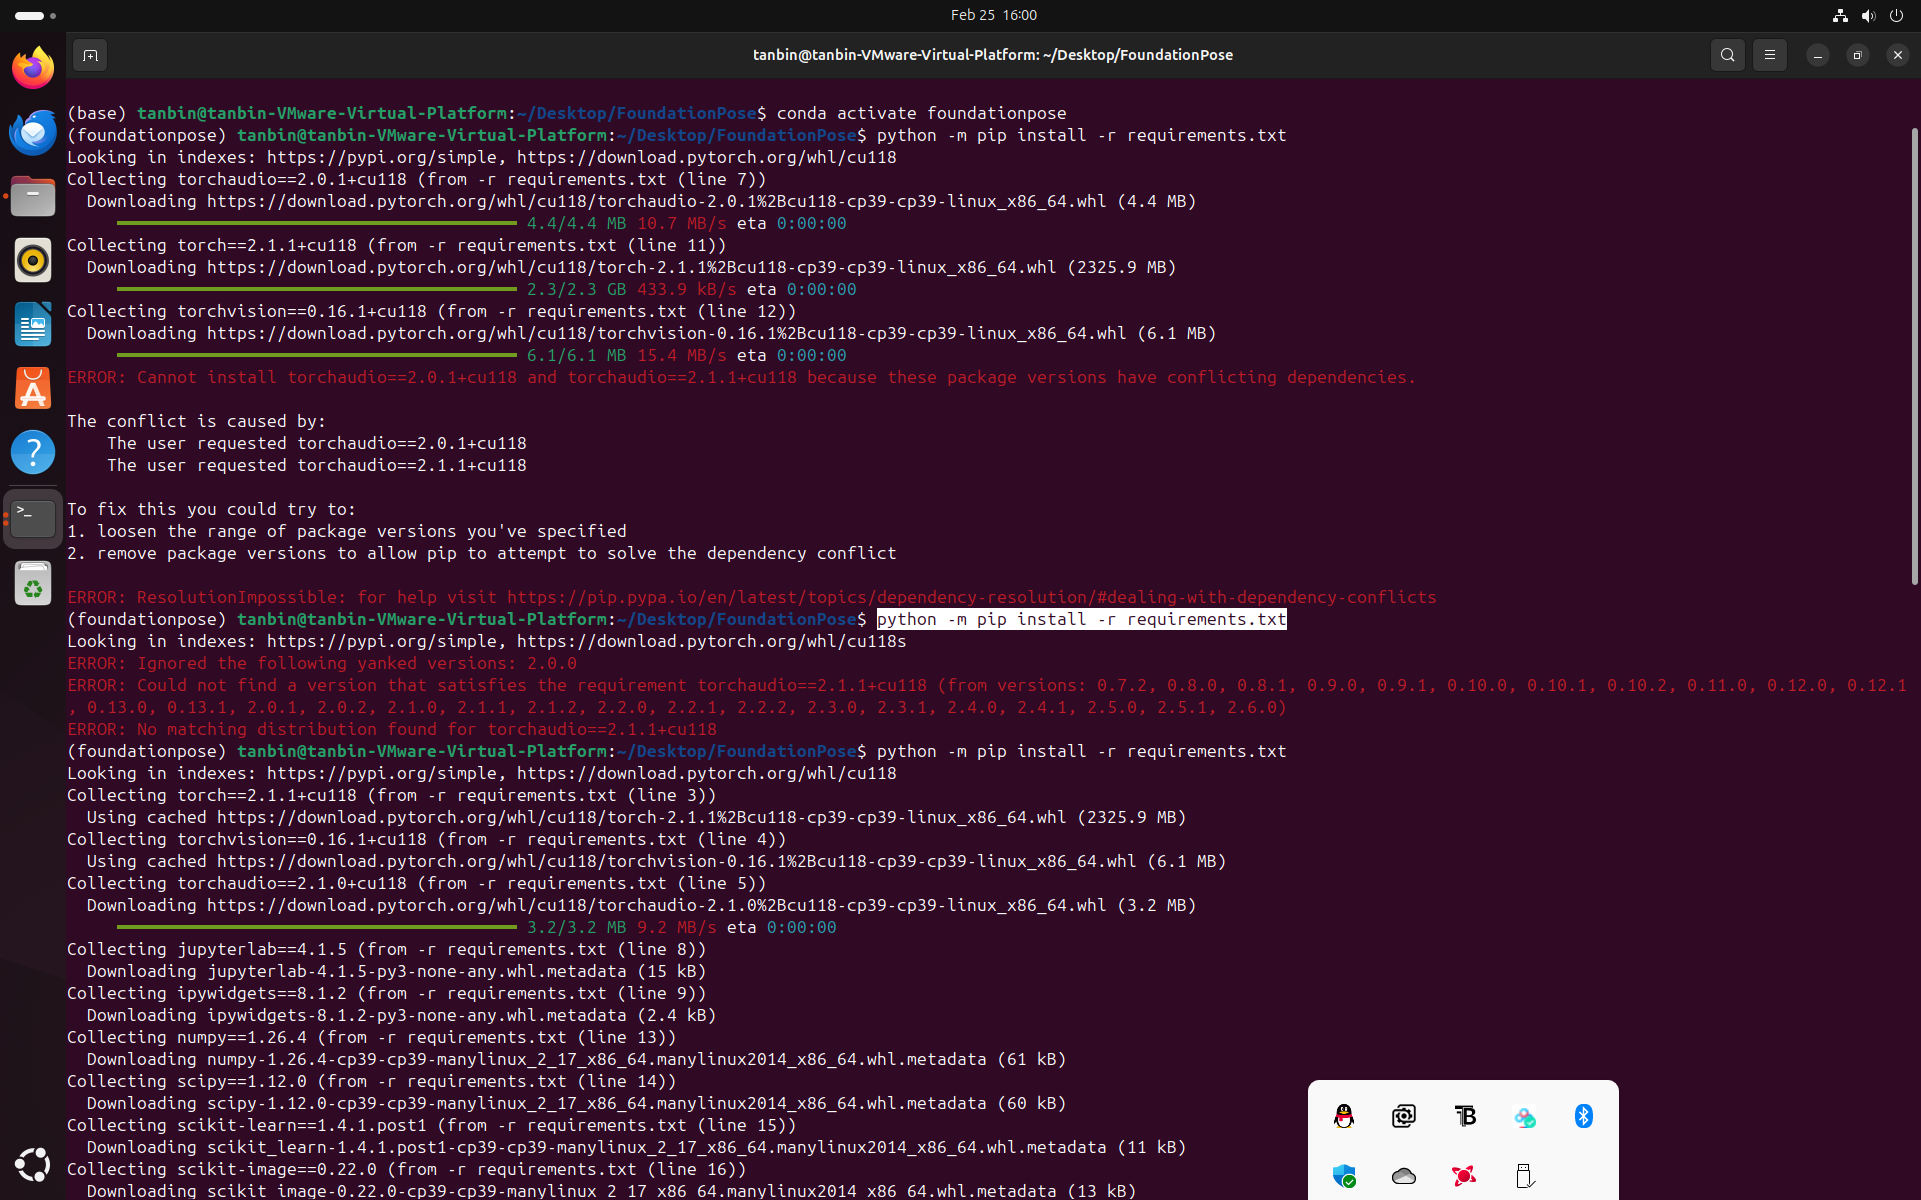 Feb 25 16:00
tanbin@tanbin-VMware-Virtual-Platform: ~/Desktop/FoundationPose
(base) tanbin@tanbin-VMware-Virtual-Platform:~/Desktop/FoundationPose$ conda activate foundationpose
(foundationpose) tanbin@tanbin-VMware-Virtual-Platform:~/Desktop/FoundationPose$ python -m pip install -r requirements.txt
Looking in indexes: https://pypi.org/simple, https://download.pytorch.org/whl/cu118
Collecting torchaudio==2.0.1+cu118 (from -r requirements.txt (line 7))
  Downloading https://download.pytorch.org/whl/cu118/torchaudio-2.0.1%2Bcu118-cp39-cp39-linux_x86_64.whl (4.4 MB)
4.4/4.4 MB 10.7 MB/s eta 0:00:00
Collecting torch==2.1.1+cu118 (from -r requirements.txt (line 11))
  Downloading https://download.pytorch.org/whl/cu118/torch-2.1.1%2Bcu118-cp39-cp39-linux_x86_64.whl (2325.9 MB)
2.3/2.3 GB 433.9 kB/s eta 0:00:00
Collecting torchvision==0.16.1+cu118 (from -r requirements.txt (line 12))
  Downloading https://download.pytorch.org/whl/cu118/torchvision-0.16.1%2Bcu118-cp39-cp39-linux_x86_64.whl (6.1 MB)
6.1/6.1 MB 15.4 MB/s eta 0:00:00
ERROR: Cannot install torchaudio==2.0.1+cu118 and torchaudio==2.1.1+cu118 because these package versions have conflicting dependencies.
The conflict is caused by:
    The user requested torchaudio==2.0.1+cu118
    The user requested torchaudio==2.1.1+cu118
To fix this you could try to:
1. loosen the range of package versions you've specified
2. remove package versions to allow pip to attempt to solve the dependency conflict
ERROR: ResolutionImpossible: for help visit https://pip.pypa.io/en/latest/topics/dependency-resolution/#dealing-with-dependency-conflicts
(foundationpose) tanbin@tanbin-VMware-Virtual-Platform:~/Desktop/FoundationPose$ python -m pip install -r requirements.txt
Looking in indexes: https://pypi.org/simple, https://download.pytorch.org/whl/cu118s
ERROR: Ignored the following yanked versions: 2.0.0
ERROR: Could not find a version that satisfies the requirement torchaudio==2.1.1+cu118 (from versions: 0.7.2, 0.8.0, 0.8.1, 0.9.0, 0.9.1, 0.10.0, 0.10.1, 0.10.2, 0.11.0, 0.12.0, 0.12.1
, 0.13.0, 0.13.1, 2.0.1, 2.0.2, 2.1.0, 2.1.1, 2.1.2, 2.2.0, 2.2.1, 2.2.2, 2.3.0, 2.3.1, 2.4.0, 2.4.1, 2.5.0, 2.5.1, 2.6.0)
ERROR: No matching distribution found for torchaudio==2.1.1+cu118
(foundationpose) tanbin@tanbin-VMware-Virtual-Platform:~/Desktop/FoundationPose$ python -m pip install -r requirements.txt
Looking in indexes: https://pypi.org/simple, https://download.pytorch.org/whl/cu118
Collecting torch==2.1.1+cu118 (from -r requirements.txt (line 3))
  Using cached https://download.pytorch.org/whl/cu118/torch-2.1.1%2Bcu118-cp39-cp39-linux_x86_64.whl (2325.9 MB)
Collecting torchvision==0.16.1+cu118 (from -r requirements.txt (line 4))
  Using cached https://download.pytorch.org/whl/cu118/torchvision-0.16.1%2Bcu118-cp39-cp39-linux_x86_64.whl (6.1 MB)
Collecting torchaudio==2.1.0+cu118 (from -r requirements.txt (line 5))
  Downloading https://download.pytorch.org/whl/cu118/torchaudio-2.1.0%2Bcu118-cp39-cp39-linux_x86_64.whl (3.2 MB)
3.2/3.2 MB 9.2 MB/s eta 0:00:00
Collecting jupyterlab==4.1.5 (from -r requirements.txt (line 8))
  Downloading jupyterlab-4.1.5-py3-none-any.whl.metadata (15 kB)
Collecting ipywidgets==8.1.2 (from -r requirements.txt (line 9))
  Downloading ipywidgets-8.1.2-py3-none-any.whl.metadata (2.4 kB)
Collecting numpy==1.26.4 (from -r requirements.txt (line 13))
  Downloading numpy-1.26.4-cp39-cp39-manylinux_2_17_x86_64.manylinux2014_x86_64.whl.metadata (61 kB)
Collecting scipy==1.12.0 (from -r requirements.txt (line 14))
  Downloading scipy-1.12.0-cp39-cp39-manylinux_2_17_x86_64.manylinux2014_x86_64.whl.metadata (60 kB)
Collecting scikit-learn==1.4.1.post1 (from -r requirements.txt (line 15))
  Downloading scikit_learn-1.4.1.post1-cp39-cp39-manylinux_2_17_x86_64.manylinux2014_x86_64.whl.metadata (11 kB)
Collecting scikit-image==0.22.0 (from -r requirements.txt (line 16))
  Downloading scikit_image-0.22.0-cp39-cp39-manylinux_2_17_x86_64.manylinux2014_x86_64.whl.metadata (13 kB)